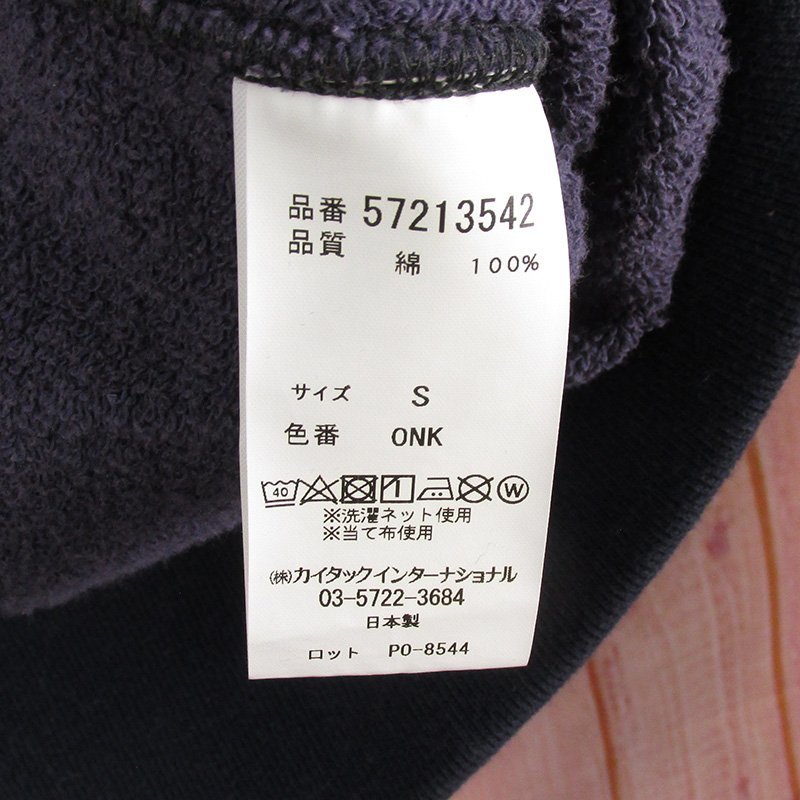 品番 57213542
品質 綿 100%
サイズ S
色番 ONK
40 W
※洗濯ネット使用
※当て布使用
㈱カイタックインターナショナル
03-5722-3684
日本製
ロット PO-8544